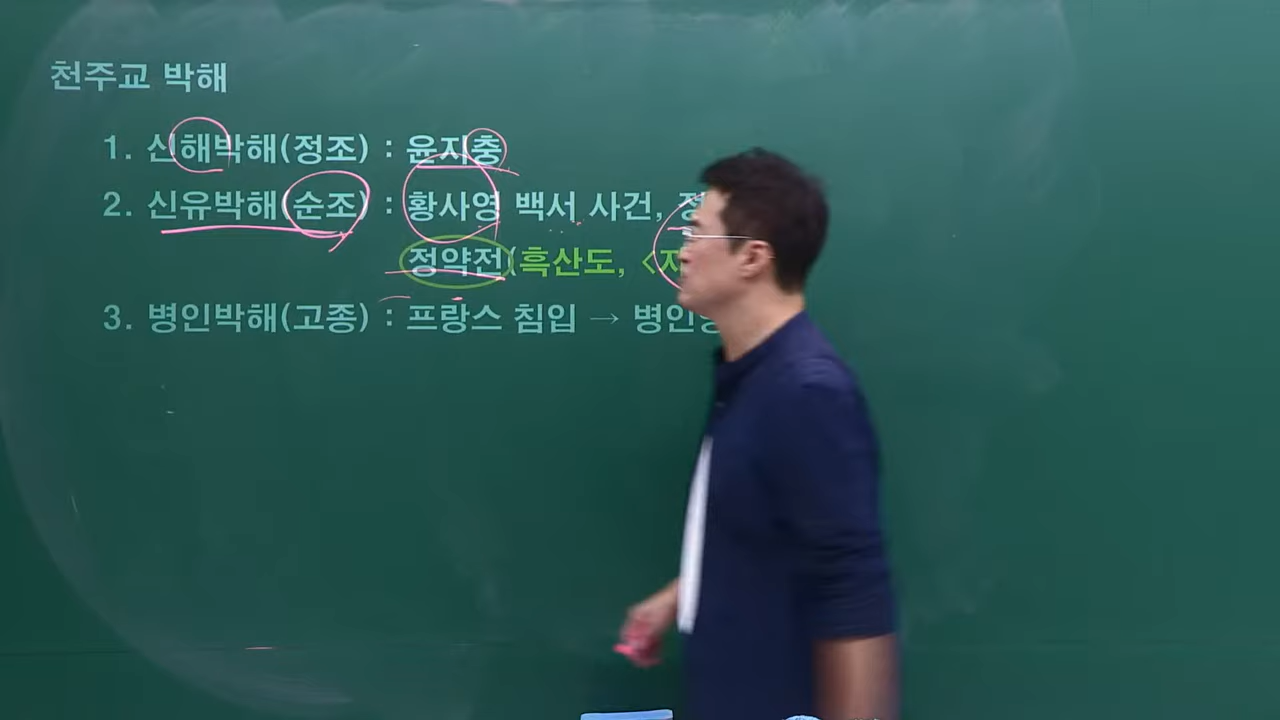 천주교 박해
1. 신해박해(정조) : 윤지충
2. 신유박해(순조) : 황사영 백서 사건,
정약전(흑산도,
3. 병인박해(고종) : 프랑스 침입 →